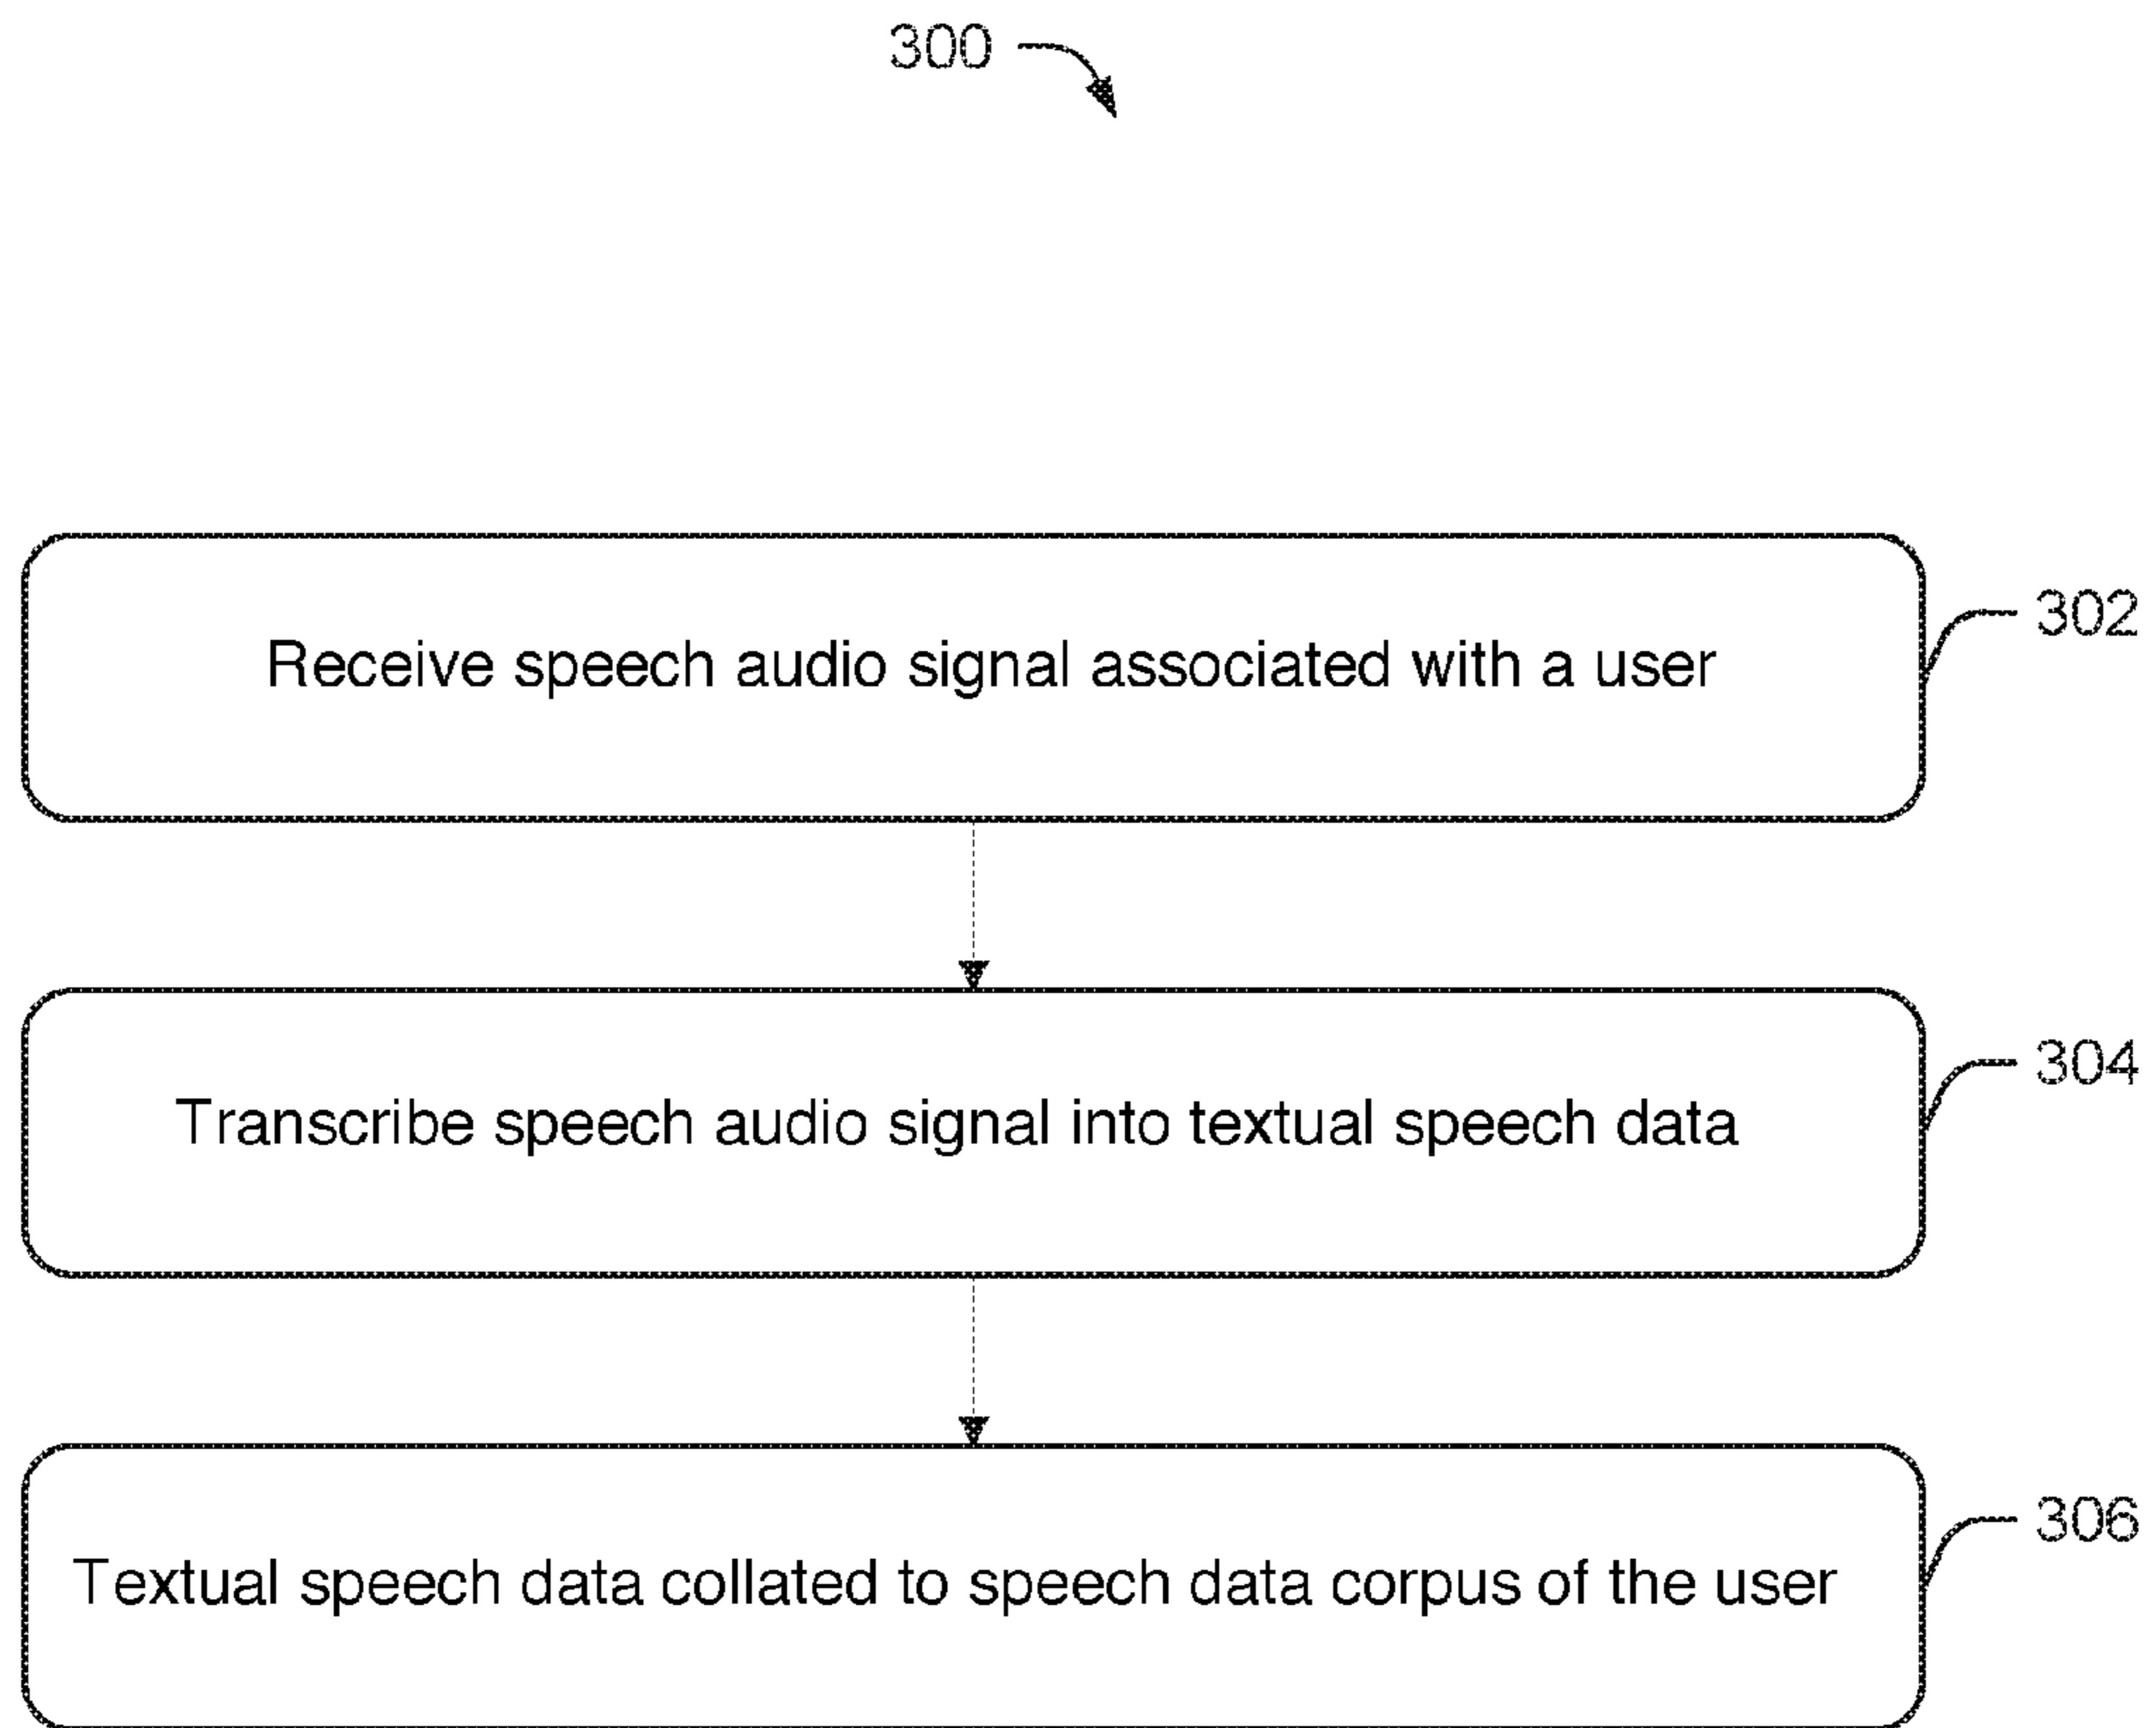 300
Receive speech audio signal associated with a user
302
Transcribe speech audio signal into textual speech data
304
Textual speech data collated to speech data corpus of the user
306